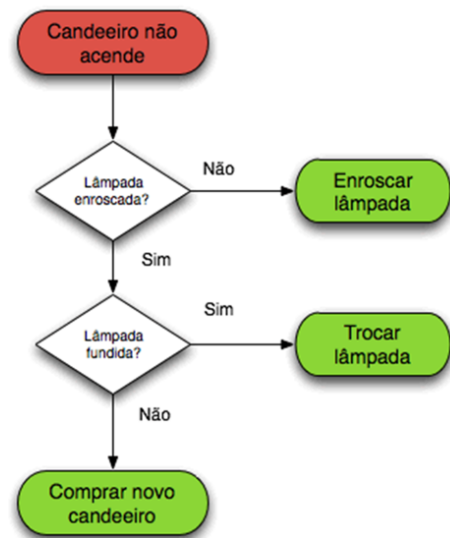 Candeeiro não
acende
Lâmpada
enroscada?
Não
Enroscar
lâmpada
Sim
Lâmpada
fundida?
Sim
Trocar
lâmpada
Não
Comprar novo
candeeiro